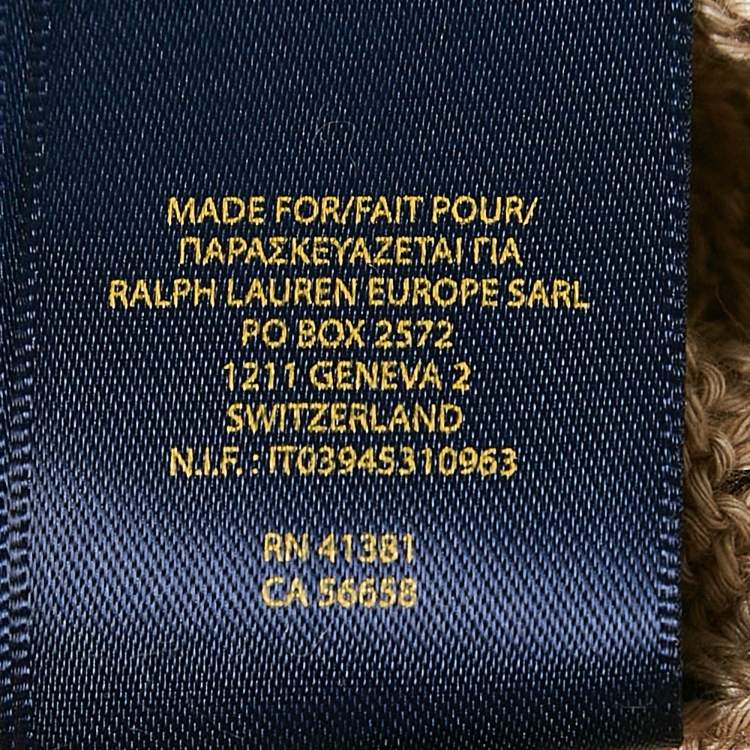 MADE FOR/FAIT POUR/
ΠΑΡΑΣΚΕΥΑΖΕΤΑΙ ΓΙΑ
RALPH LAUREN EUROPE SARL
PO BOX 2572
1211 GENEVA 2
SWITZERLAND
N.I.F. : IT03945310963
RN 41381
CA 56658